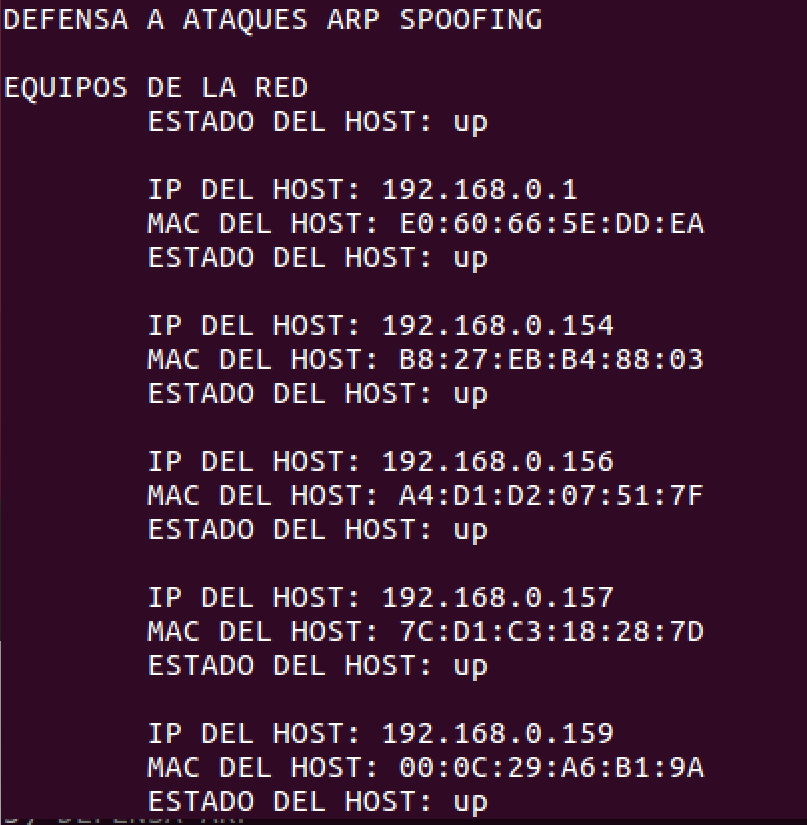 DEFENSA A ATAQUES ARP SPOOFING
EQUIPOS DE LA RED
ESTADO DEL HOST: up
IP DEL HOST: 192.168.0.1
MAC DEL HOST: E0:60:66:5E:DD:EA
ESTADO DEL HOST: up
IP DEL HOST: 192.168.0.154
MAC DEL HOST: B8:27:EB:B4:88:03
ESTADO DEL HOST: up
IP DEL HOST: 192.168.0.156
MAC DEL HOST: A4:D1:D2:07:51:7F
ESTADO DEL HOST: up
IP DEL HOST: 192.168.0.157
MAC DEL HOST: 7C:D1:C3:18:28:7D
ESTADO DEL HOST: up
IP DEL HOST: 192.168.0.159
MAC DEL HOST: 00:0C:29:A6:B1:9A
ESTADO DEL HOST: up